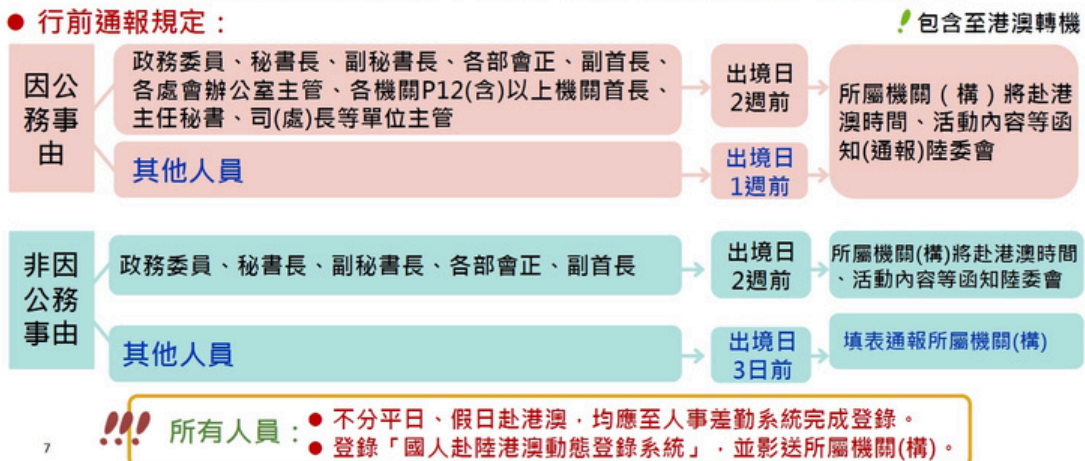 ● 行前通報規定：
！包含至港澳轉機
因公
務事
由
政務委員、秘書長、副秘書長、各部會正、副首長、
各處會辦公室主管、各機關P12(含)以上機關首長、
主任秘書、司(處)長等單位主管
出境日
2週前
所屬機關（構）將赴港
澳時間、活動內容等函
知(通報)陸委會
其他人員
出境日
1週前
非因
公務
事由
政務委員、秘書長、副秘書長、各部會正、副首長
出境日
2週前
所屬機關(構)將赴港澳時間
、活動內容等函知陸委會
其他人員
出境日
3日前
填表通報所屬機關(構)
!!!
所有人員：
● 不分平日、假日赴港澳，均應至人事差勤系統完成登錄。
● 登錄「國人赴陸港澳動態登錄系統」，並影送所屬機關(構)。
7